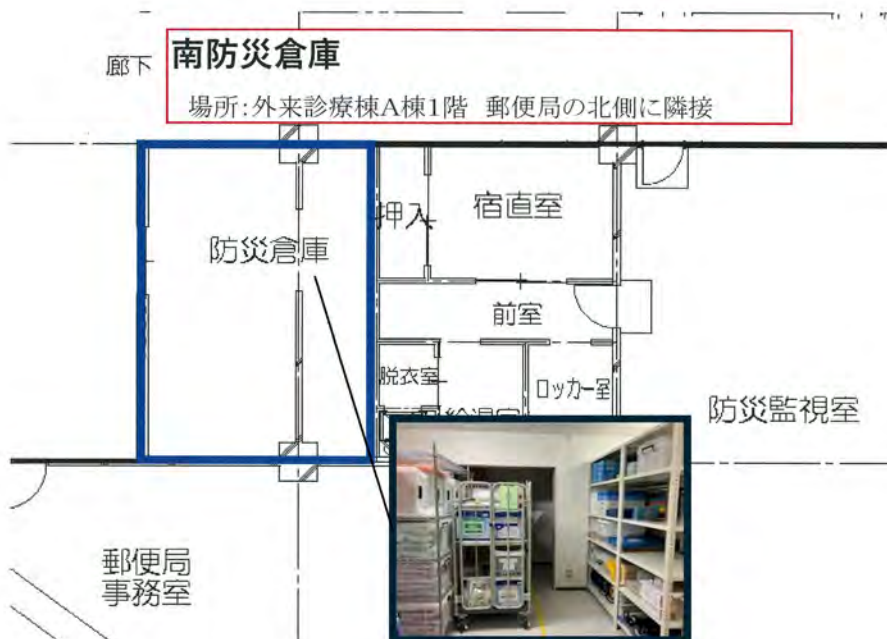 廊下
南防災倉庫
場所:外来診療棟A棟1階 郵便局の北側に隣接
押入
宿直室
防災倉庫
前室
脱衣室
ロッカー室
防災監視室
郵便局
事務室